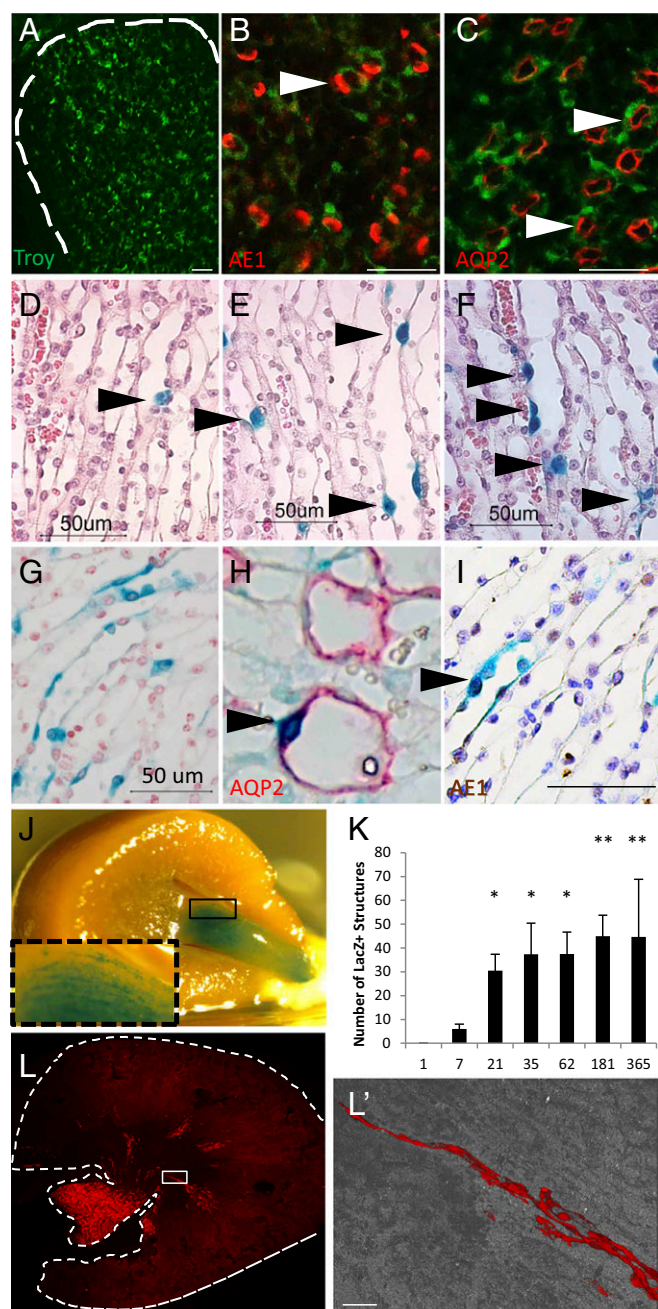 A
Troy
B
AE1
C
AQP2
D
50um
E
50um
F
50um
G
50 um
H
AQP2
I
AE1
J
K
Number of Lac2+ Structures
80
70
60
50
40
30
20
10
0
* * * ** **
1 7 21 35 62 181 365
L
L'